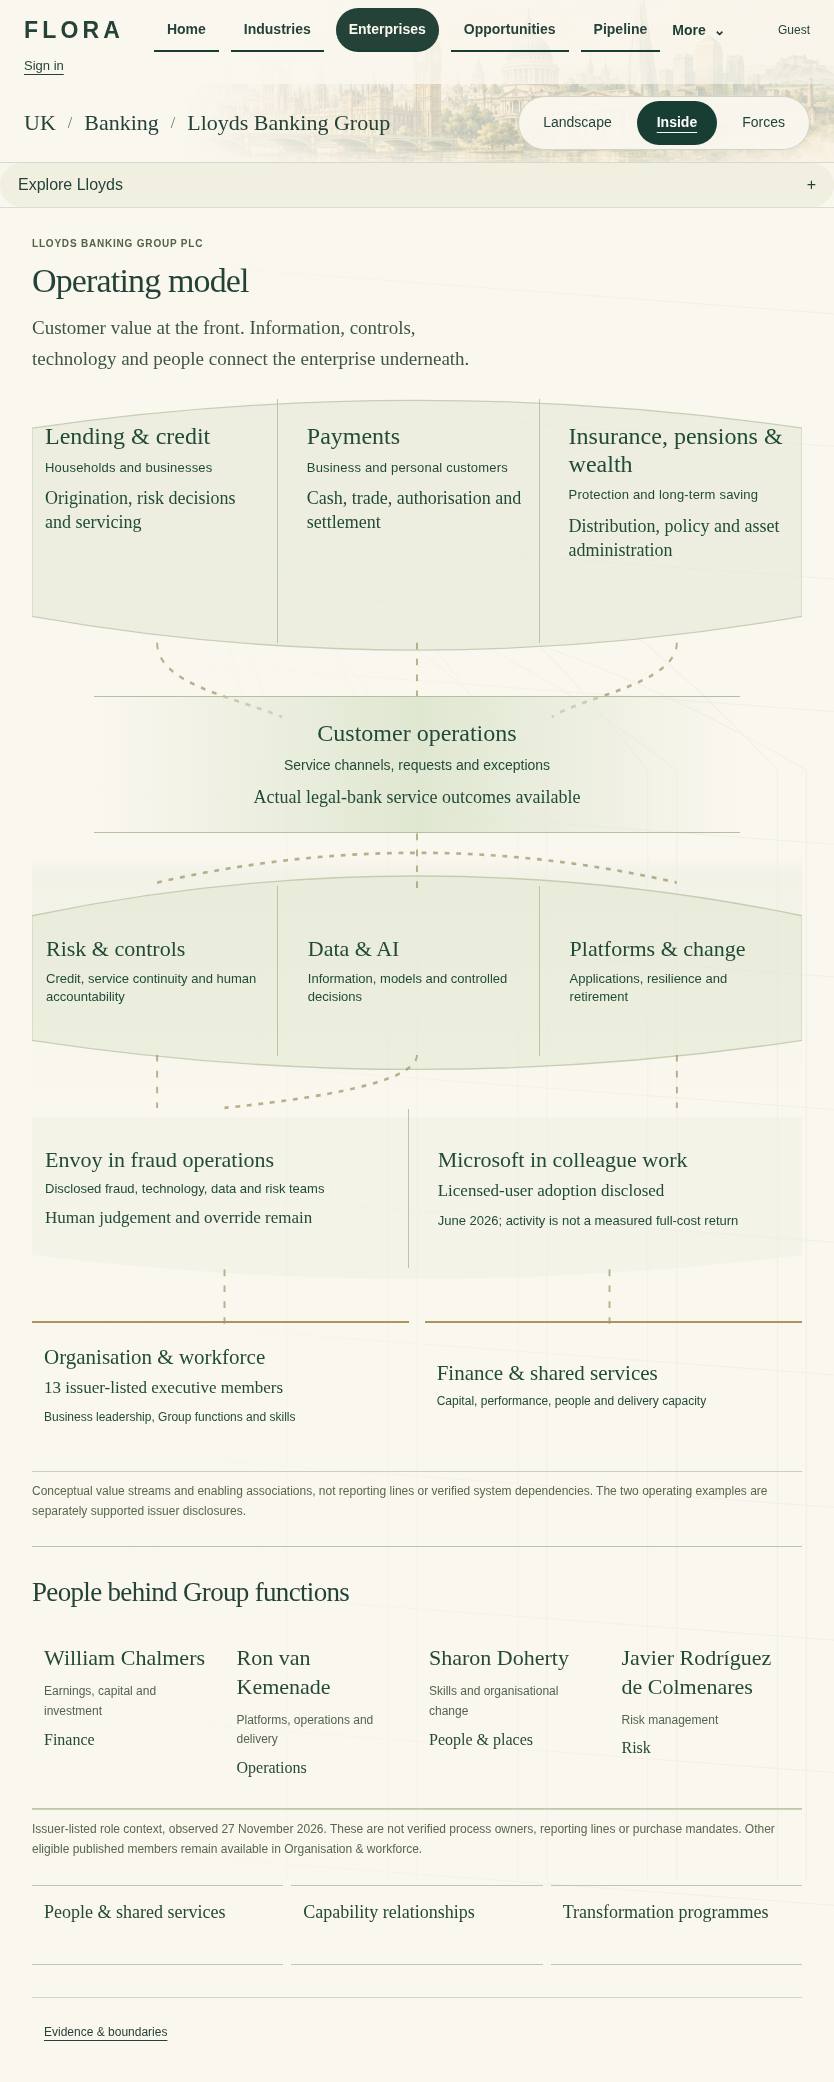 FLORA
Home
Industries
Enterprises
Opportunities
Pipeline
More
Guest
Sign in
UK / Banking / Lloyds Banking Group
Landscape
Inside
Forces
Explore Lloyds
+
LLOYDS BANKING GROUP PLC
Operating model
Customer value at the front. Information, controls,
technology and people connect the enterprise underneath.
Lending & credit
Households and businesses
Origination, risk decisions
and servicing
Payments
Business and personal customers
Cash, trade, authorisation and
settlement
Insurance, pensions &
wealth
Protection and long-term saving
Distribution, policy and asset
administration
Customer operations
Service channels, requests and exceptions
Actual legal-bank service outcomes available
Risk & controls
Credit, service continuity and human
accountability
Data & AI
Information, models and controlled
decisions
Platforms & change
Applications, resilience and
retirement
Envoy in fraud operations
Disclosed fraud, technology, data and risk teams
Human judgement and override remain
Microsoft in colleague work
Licensed-user adoption disclosed
June 2026; activity is not a measured full-cost return
Organisation & workforce
13 issuer-listed executive members
Business leadership, Group functions and skills
Finance & shared services
Capital, performance, people and delivery capacity
Conceptual value streams and enabling associations, not reporting lines or verified system dependencies. The two operating examples are
separately supported issuer disclosures.
People behind Group functions
William Chalmers
Earnings, capital and
investment
Finance
Ron van
Kemenade
Platforms, operations and
delivery
Operations
Sharon Doherty
Skills and organisational
change
People & places
Javier Rodríguez
de Colmenares
Risk management
Risk
Issuer-listed role context, observed 27 November 2026. These are not verified process owners, reporting lines or purchase mandates. Other
eligible published members remain available in Organisation & workforce.
People & shared services
Capability relationships
Transformation programmes
Evidence & boundaries